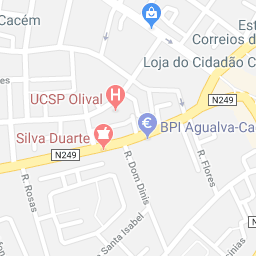 Cacém
Est
Correios d
Loja do Cidadão C
UCSP Olival
N249
Silva Duarte
BPI Agualva-Ca
N249
R. Rosas
R. Dom Dinis
R. Flores
Santa Isabel